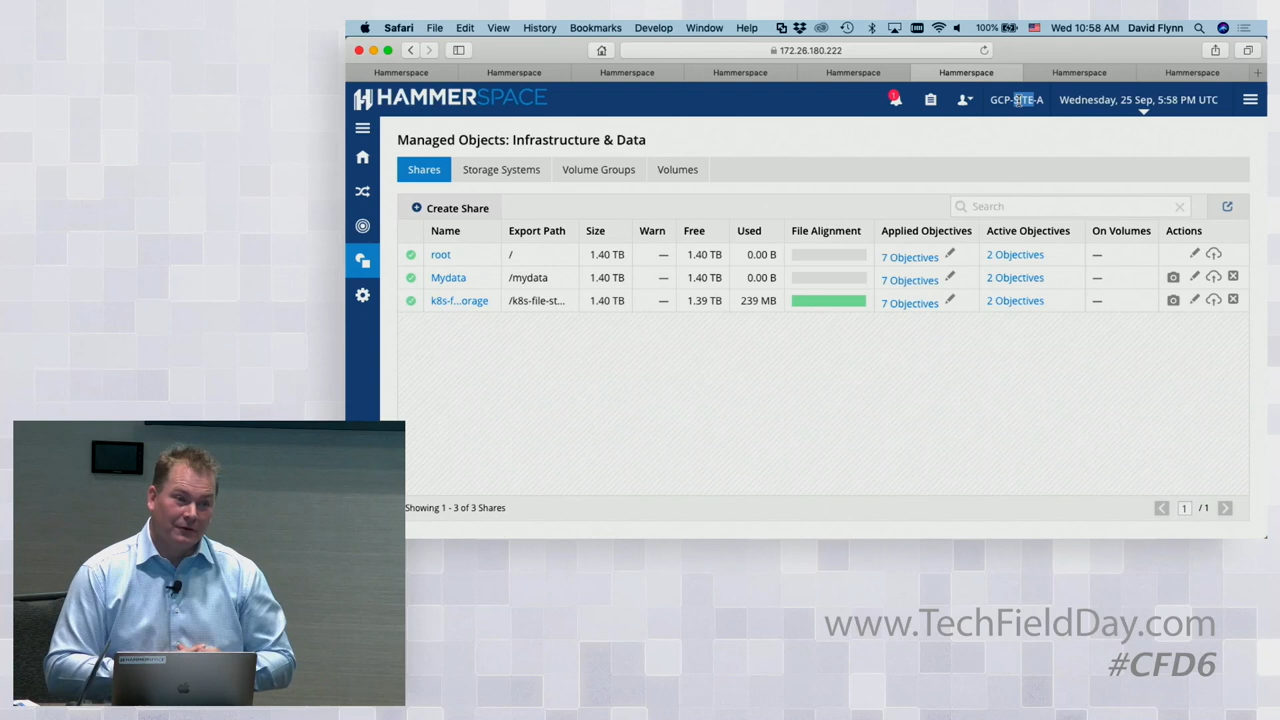 Safari File Edit View History Bookmarks Develop Window Help 100% Wed 10:58 AM David Flynn
172.26.180.222
Hammerspace Hammerspace Hammerspace Hammerspace Hammerspace Hammerspace Hammerspace Hammerspace
HAMMERSPACE 1 GCP-SITE-A Wednesday, 25 Sep, 5:58 PM UTC
Managed Objects: Infrastructure & Data
Shares Storage Systems Volume Groups Volumes
Create Share Search
Name Export Path Size Warn Free Used File Alignment Applied Objectives Active Objectives On Volumes Actions
root / 1.40 TB — 1.40 TB 0.00 B 7 Objectives 2 Objectives —
Mydata /mydata 1.40 TB — 1.40 TB 0.00 B 7 Objectives 2 Objectives —
k8s-f...orage /k8s-file-st... 1.40 TB — 1.39 TB 239 MB 7 Objectives 2 Objectives —
Showing 1 - 3 of 3 Shares 1 / 1
HAMMERSPACE
www.TechFieldDay.com
#CFD6